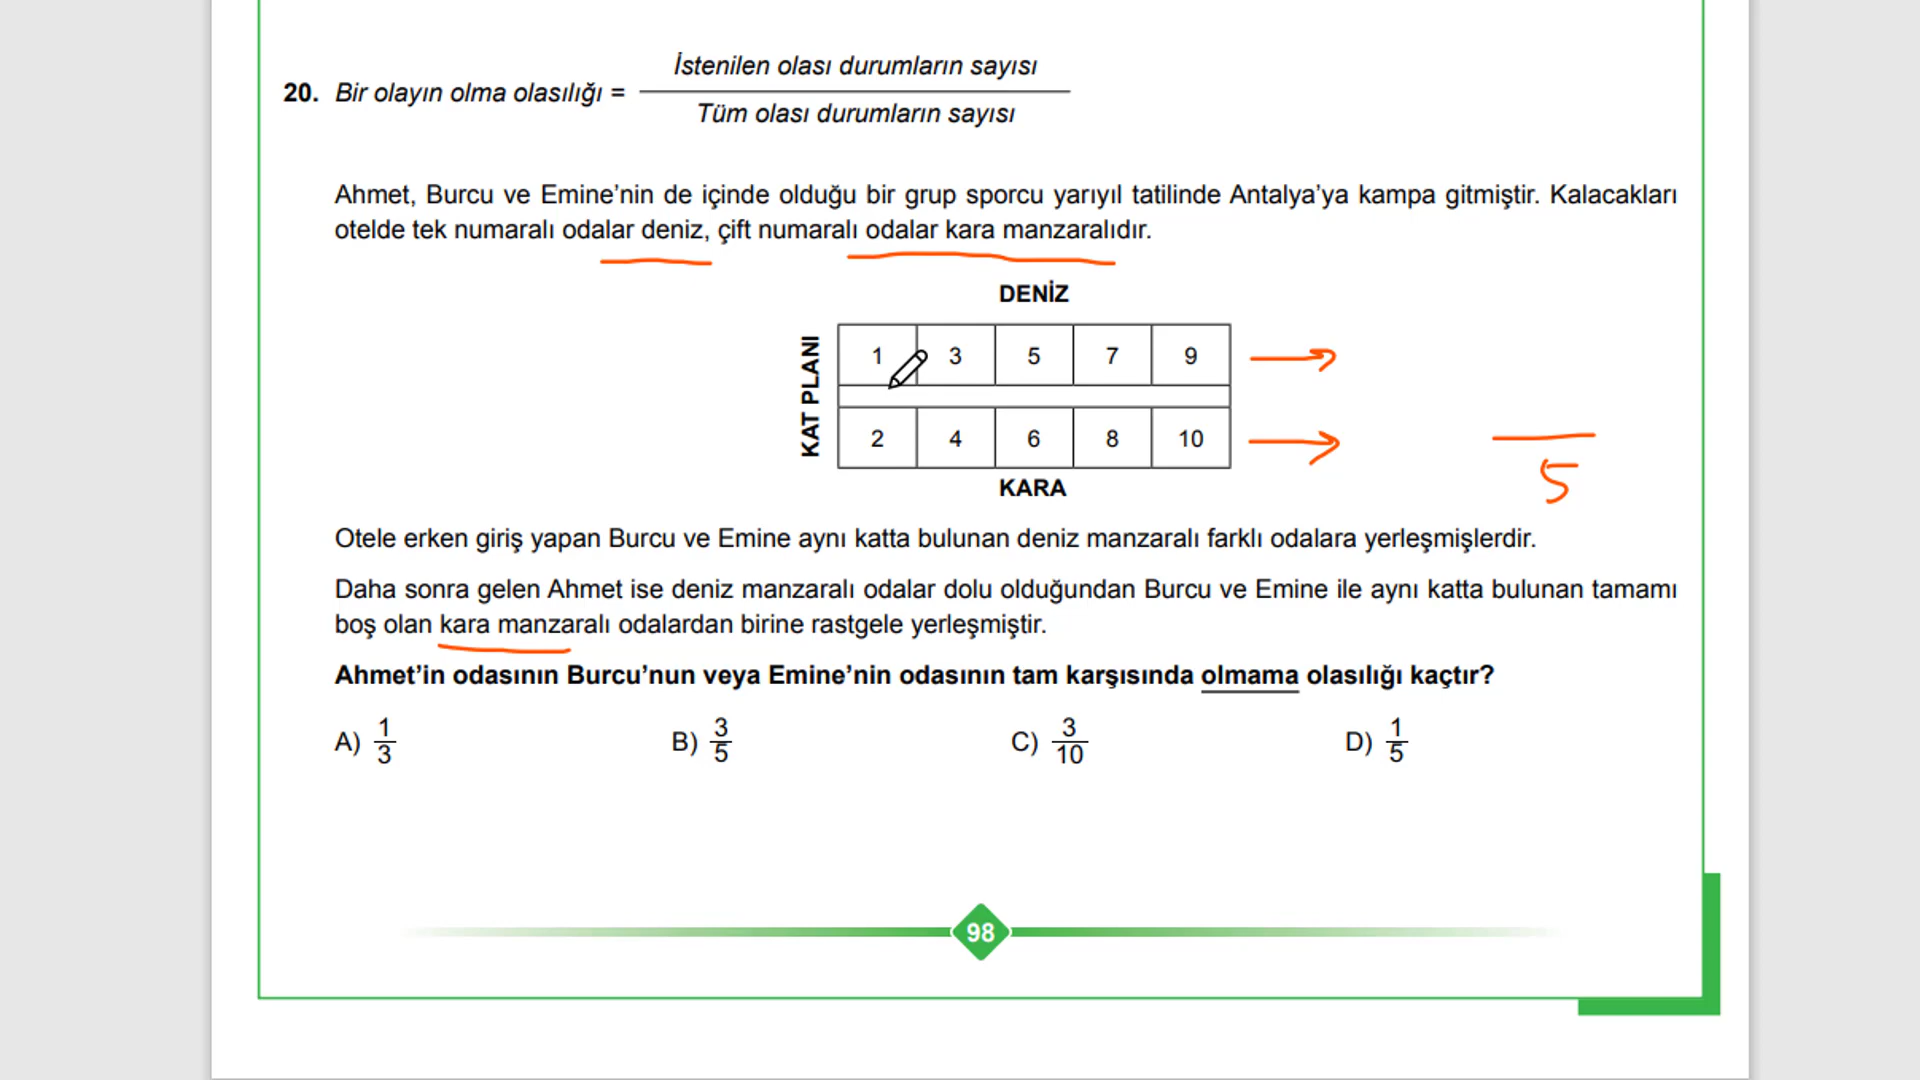 20. Bir olayın olma olasılığı = İstenilen olası durumların sayısı
Tüm olası durumların sayısı
Ahmet, Burcu ve Emine’nin de içinde olduğu bir grup sporcu yarıyıl tatilinde Antalya’ya kampa gitmiştir. Kalacakları
otelde tek numaralı odalar deniz, çift numaralı odalar kara manzaralıdır.
DENİZ
KAT PLANI
1 3 5 7 9
2 4 6 8 10
5
KARA
Otele erken giriş yapan Burcu ve Emine aynı katta bulunan deniz manzaralı farklı odalara yerleşmişlerdir.
Daha sonra gelen Ahmet ise deniz manzaralı odalar dolu olduğundan Burcu ve Emine ile aynı katta bulunan tamamı
boş olan kara manzaralı odalardan birine rastgele yerleşmiştir.
Ahmet’in odasının Burcu’nun veya Emine’nin odasının tam karşısında olmama olasılığı kaçtır?
A) 1/3 B) 3/5 C) 3/10 D) 1/5
98